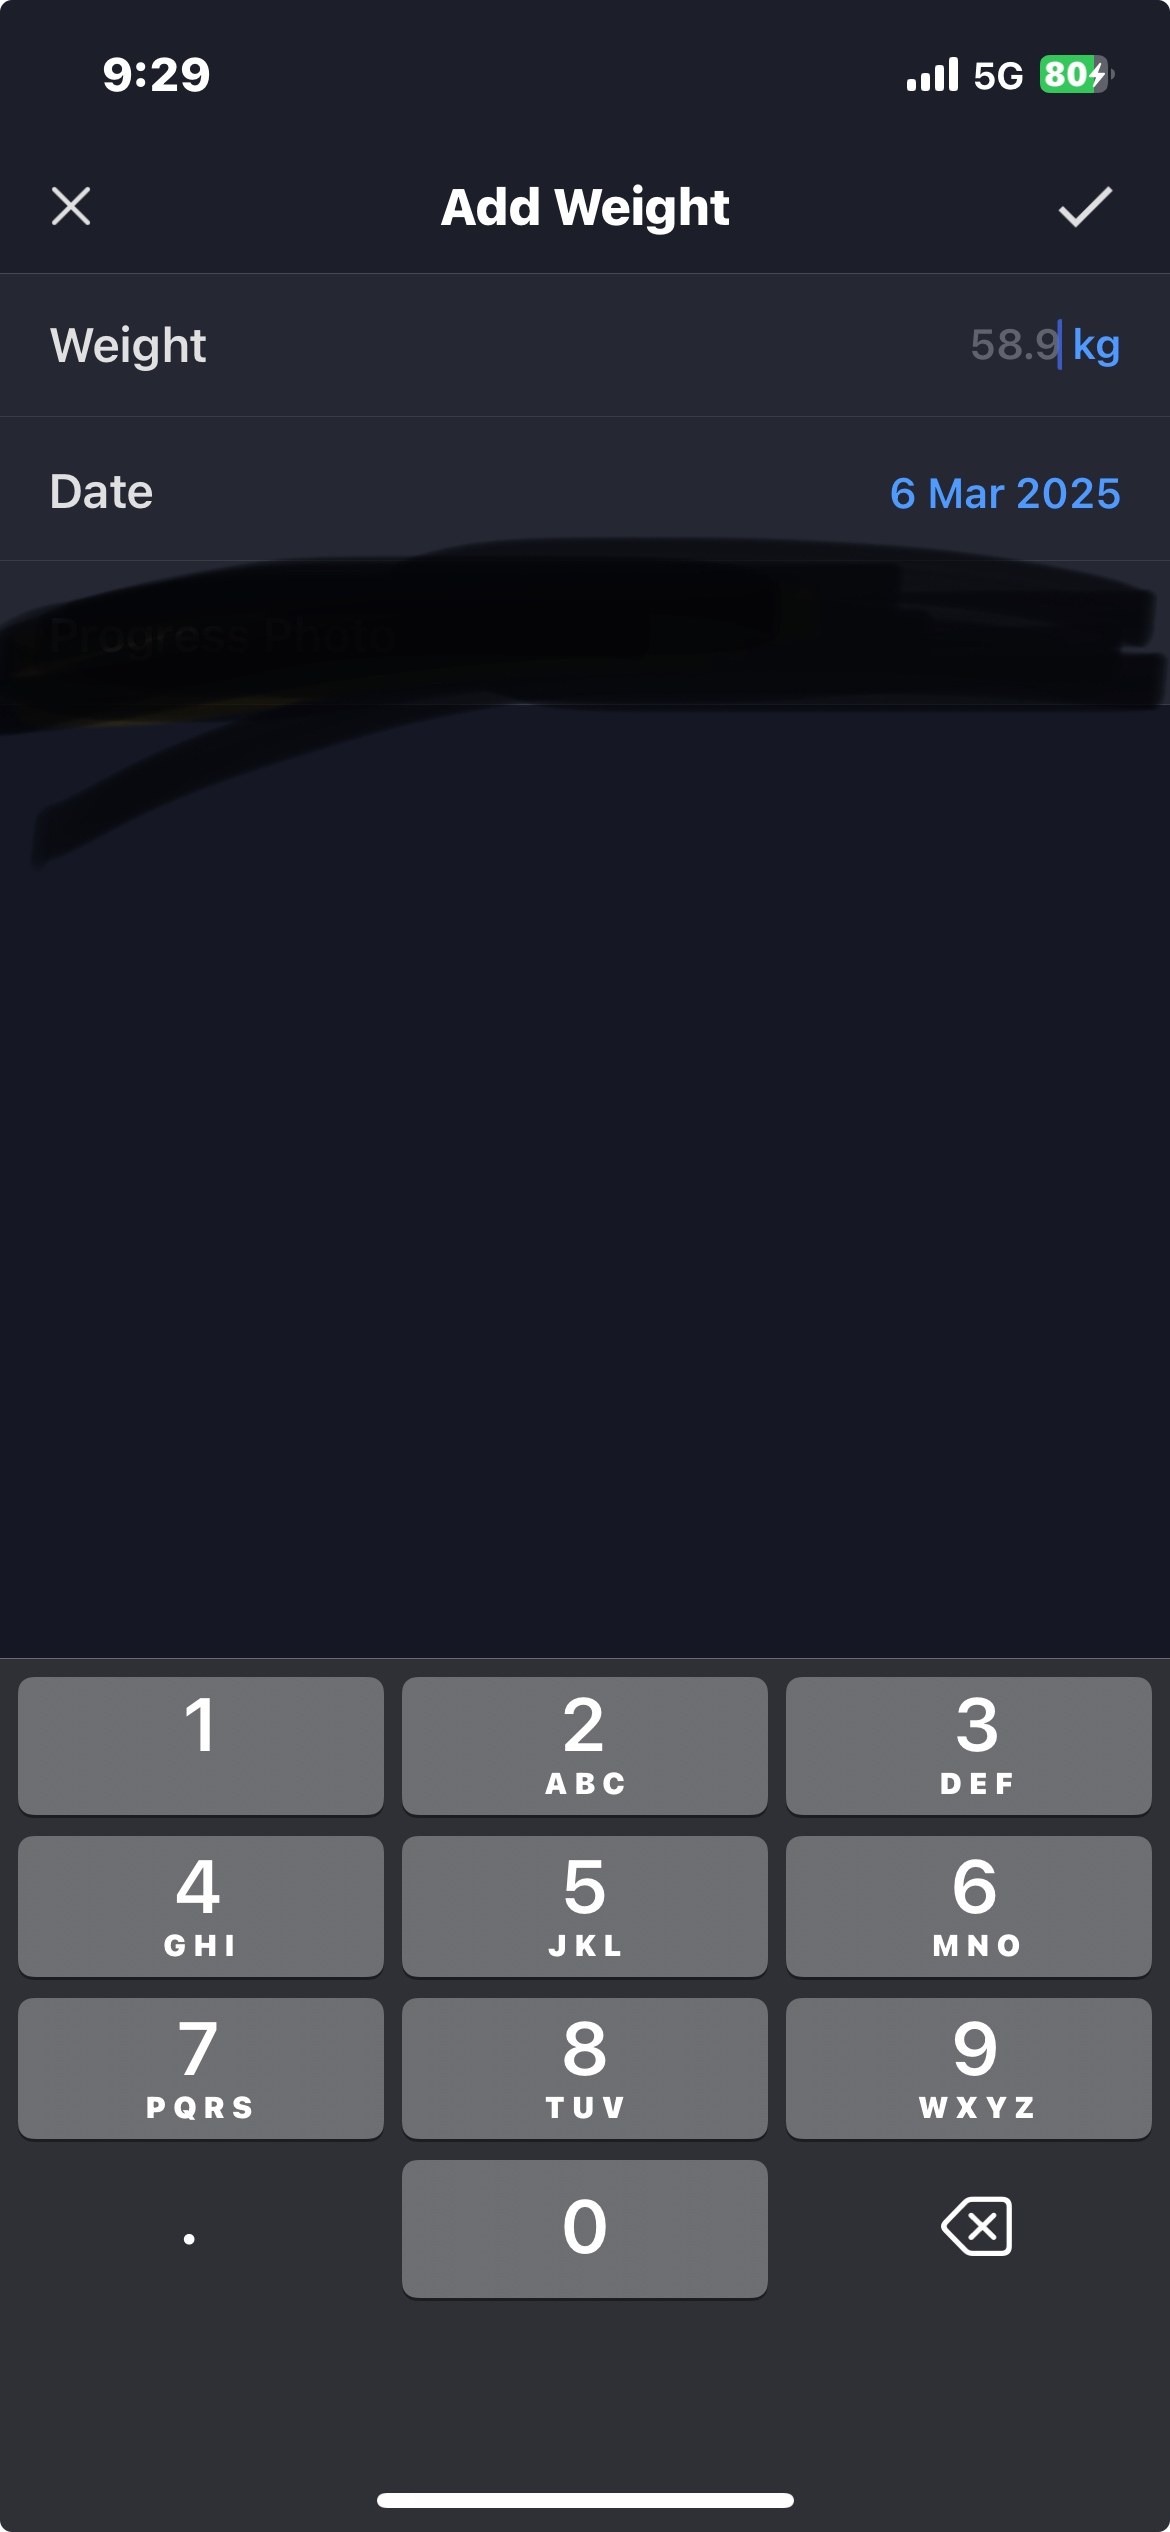 9:29 5G 80
Add Weight
Weight 58.9 kg
Date 6 Mar 2025
Progress Photo
1 2 3
ABC DEF
4 5 6
GHI JKL MNO
7 8 9
PQRS TUV WXYZ
. 0